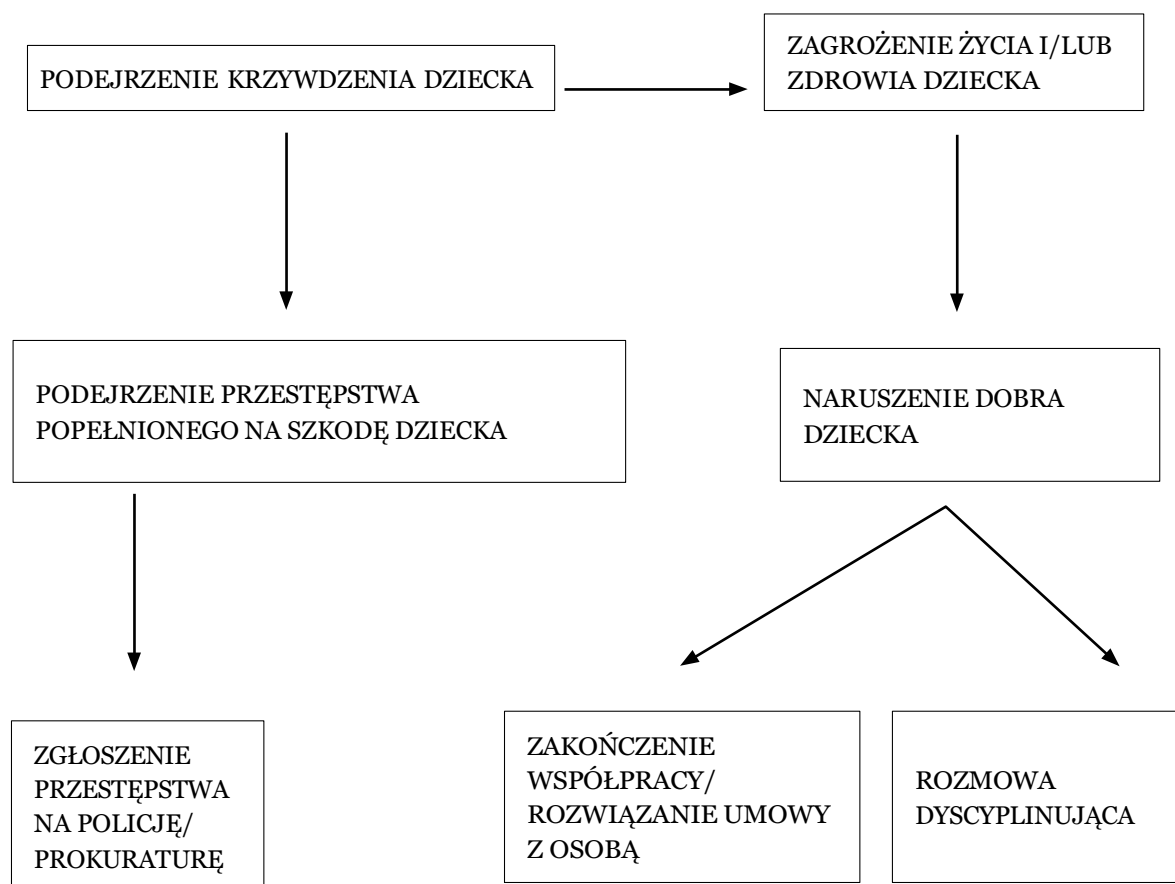 PODEJRZENIE KRZYWDZENIA DZIECKA
ZAGROŻENIE ŻYCIA I/LUB
ZDROWIA DZIECKA
PODEJRZENIE PRZESTĘPSTWA
POPEŁNIONEGO NA SZKODĘ DZIECKA
NARUSZENIE DOBRA
DZIECKA
ZGŁOSZENIE
PRZESTĘPSTWA
NA POLICJĘ/
PROKURATURĘ
ZAKOŃCZENIE
WSPÓŁPRACY/
ROZWIĄZANIE UMOWY
Z OSOBĄ
ROZMOWA
DYSCYPLINUJĄCA